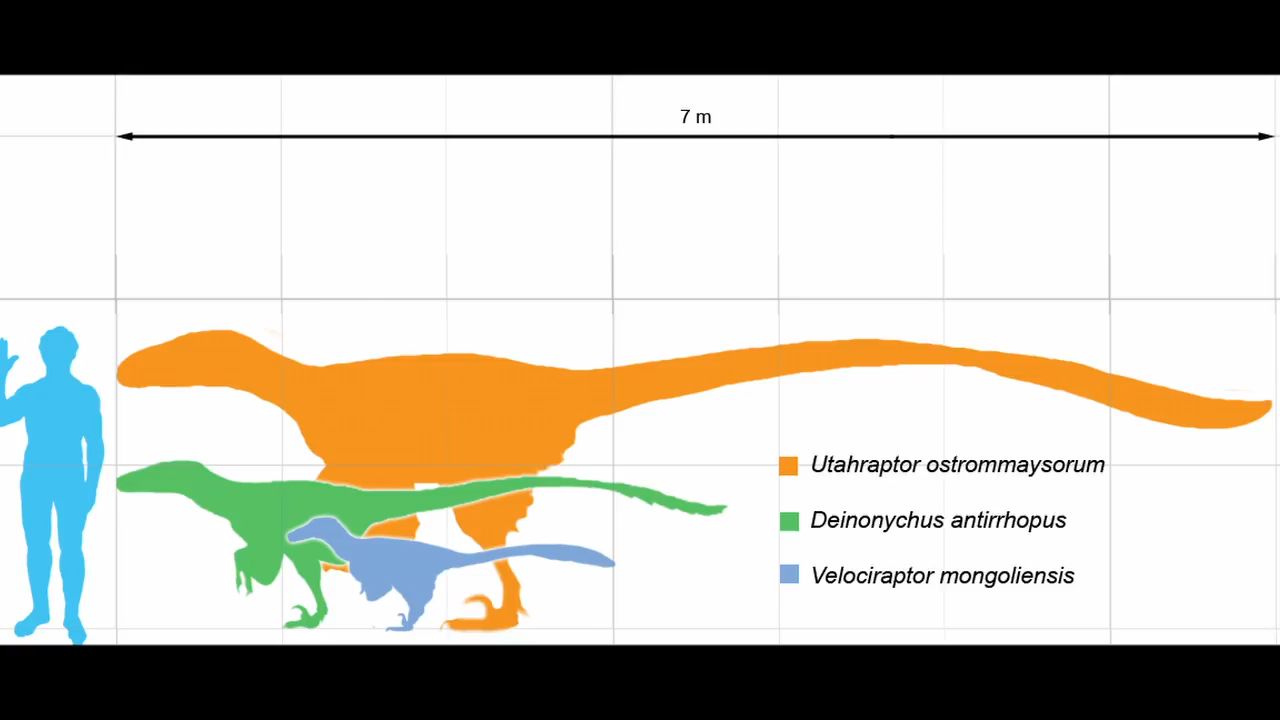 7 m
Utahraptor ostrommaysorum
Deinonychus antirrhopus
Velociraptor mongoliensis